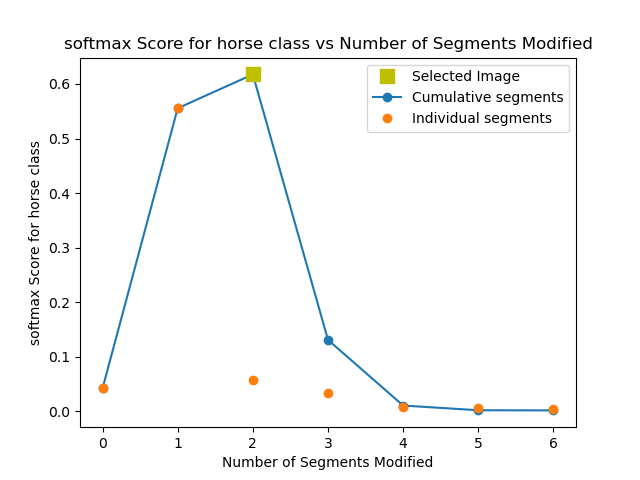 softmax Score for horse class vs Number of Segments Modified
Selected Image
Cumulative segments
Individual segments
softmax Score for horse class
0.6
0.5
0.4
0.3
0.2
0.1
0.0
0 1 2 3 4 5 6
Number of Segments Modified